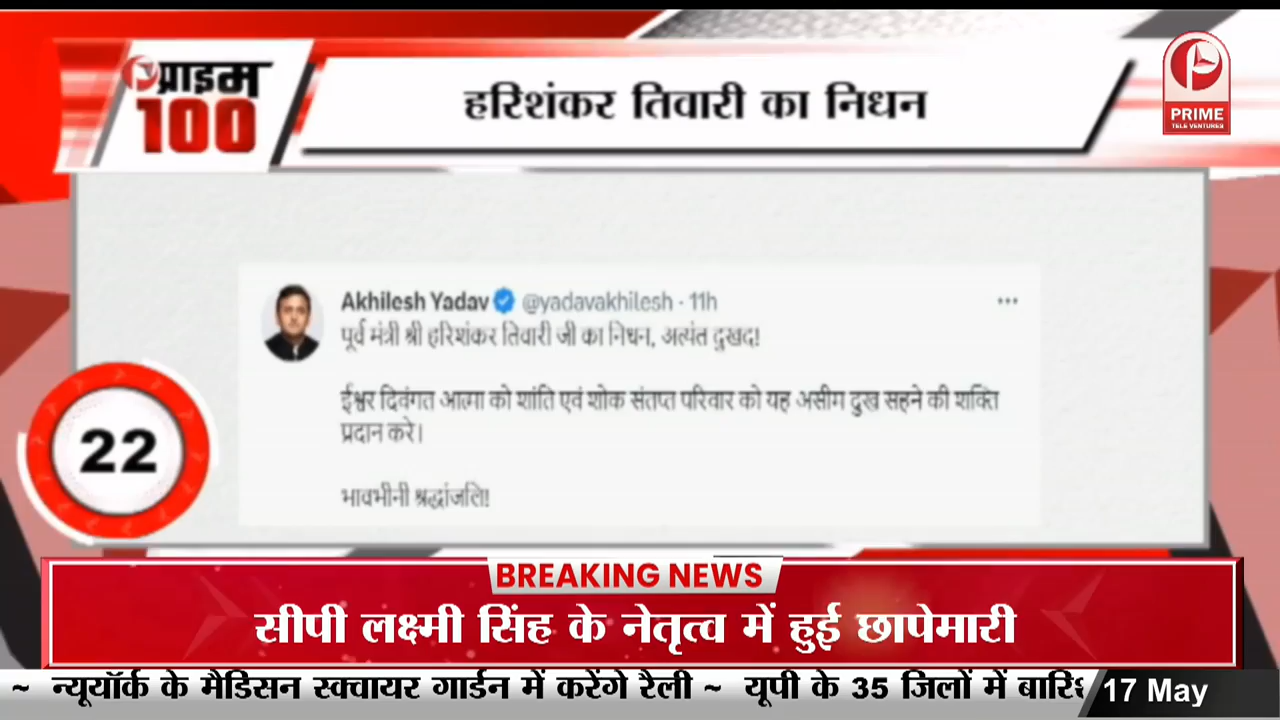 प्राइम
100
हरिशंकर तिवारी का निधन
PRIME
TELE VENTURES
Akhilesh Yadav @yadavakhilesh · 11h
पूर्व मंत्री श्री हरिशंकर तिवारी जी का निधन, अत्यंत दुखद!
ईश्वर दिवंगत आत्मा को शांति एवं शोक संतप्त परिवार को यह असीम दुख सहने की शक्ति
प्रदान करे।
भावभीनी श्रद्धांजलि!
22
BREAKING NEWS
सीपी लक्ष्मी सिंह के नेतृत्व में हुई छापेमारी
~ न्यूयॉर्क के मैडिसन स्क्वायर गार्डन में करेंगे रैली ~ यूपी के 35 जिलों में
17 May